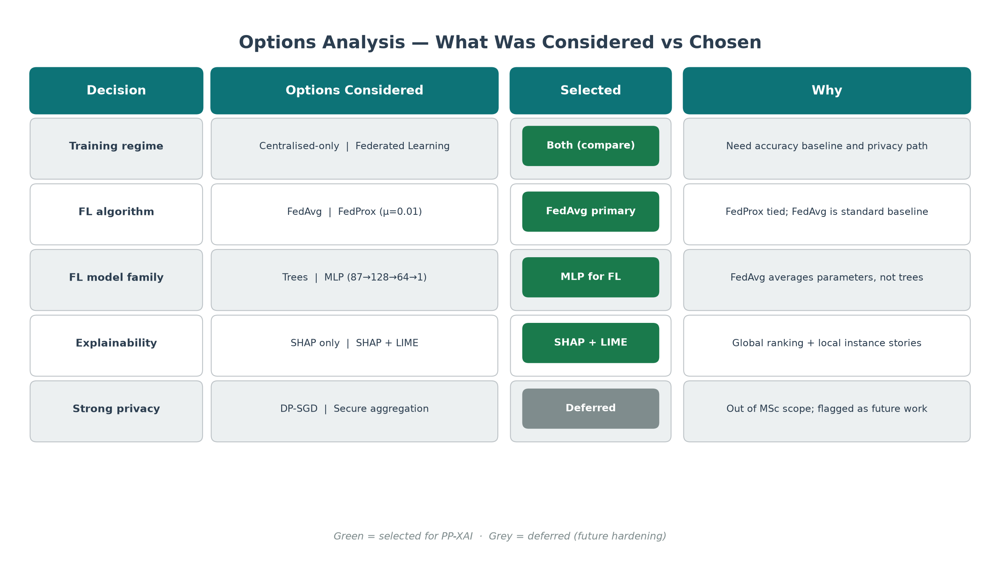 Options Analysis — What Was Considered vs Chosen
Decision
Options Considered
Selected
Why
Training regime
Centralised-only | Federated Learning
Both (compare)
Need accuracy baseline and privacy path
FL algorithm
FedAvg | FedProx (μ=0.01)
FedAvg primary
FedProx tied; FedAvg is standard baseline
FL model family
Trees | MLP (87→128→64→1)
MLP for FL
FedAvg averages parameters, not trees
Explainability
SHAP only | SHAP + LIME
SHAP + LIME
Global ranking + local instance stories
Strong privacy
DP-SGD | Secure aggregation
Deferred
Out of MSc scope; flagged as future work
Green = selected for PP-XAI · Grey = deferred (future hardening)